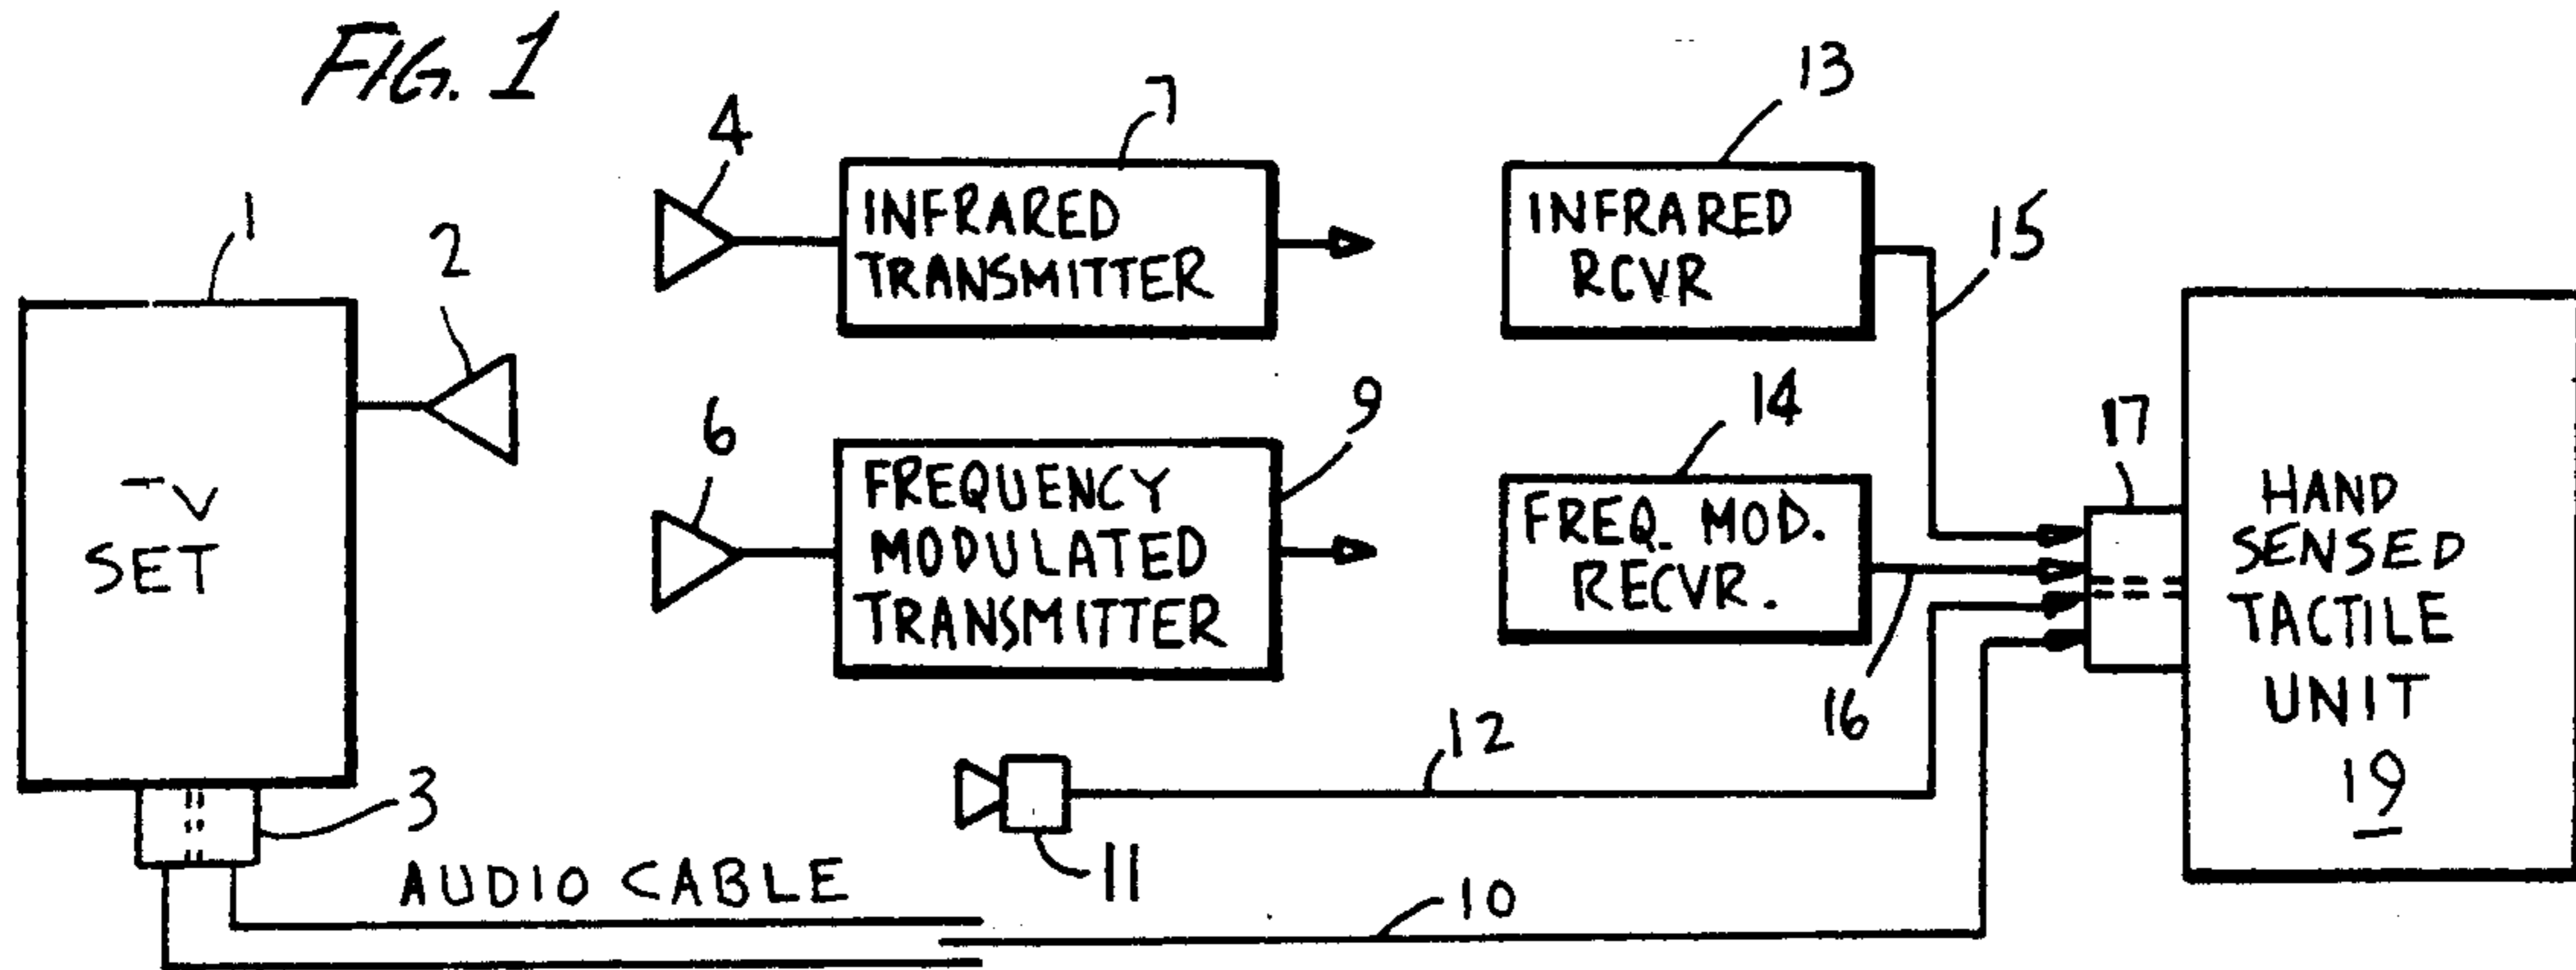 FIG. 1
1
2
TV
SET
3
4
INFRARED
TRANSMITTER
7
6
FREQUENCY
MODULATED
TRANSMITTER
9
13
INFRARED
RCVR
15
14
FREQ. MOD.
RECVR.
16
17
HAND
SENSED
TACTILE
UNIT
19
12
11
AUDIO CABLE
10